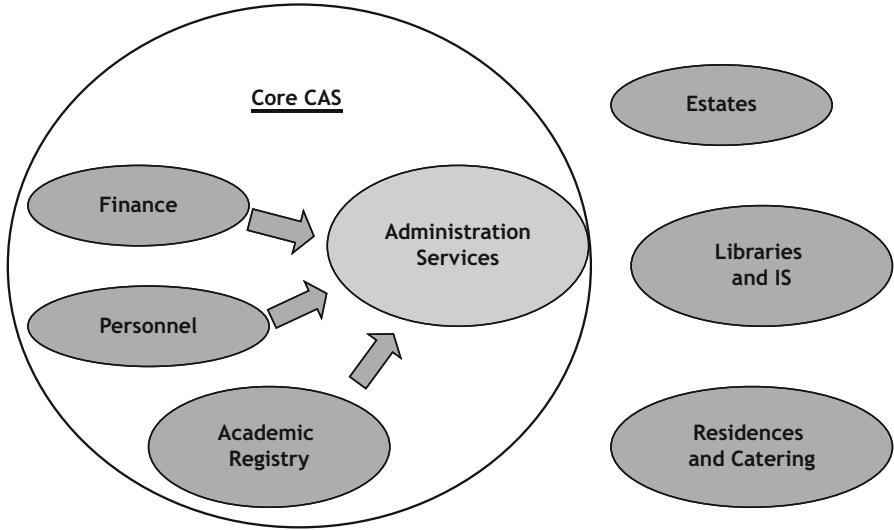 Core CAS
Estates
Finance
Administration
Services
Libraries
and IS
Personnel
Academic
Registry
Residences
and Catering